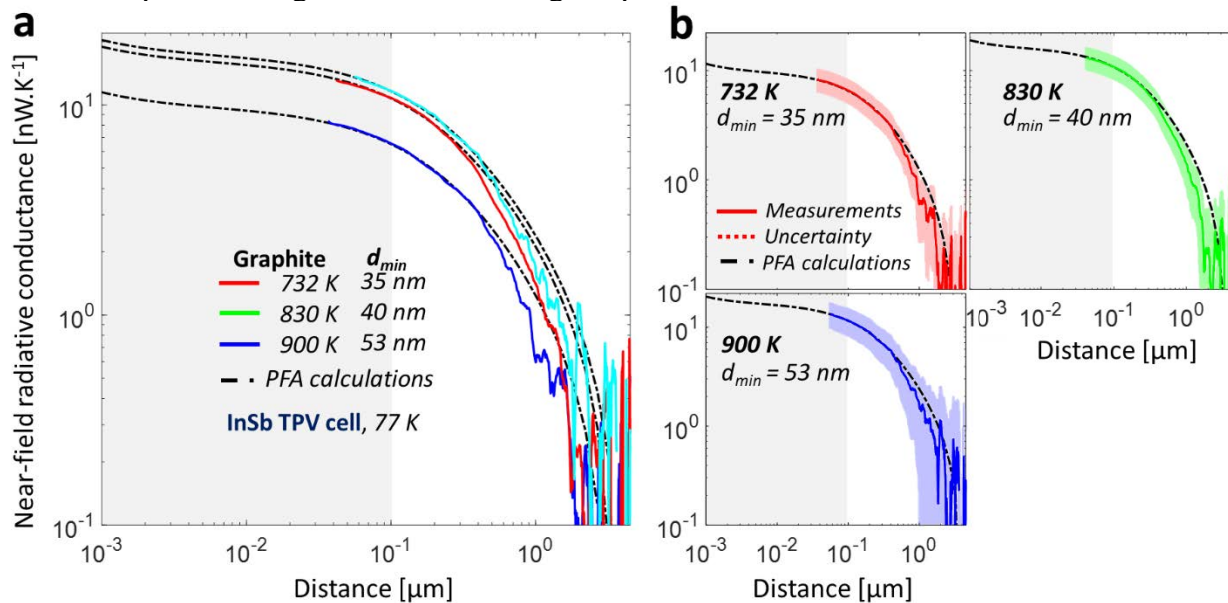 a
Near-field radiative conductance [nW.K⁻¹]
10¹
10⁰
10⁻¹
Graphite d_min
732 K 35 nm
830 K 40 nm
900 K 53 nm
PFA calculations
InSb TPV cell, 77 K
10⁻³ 10⁻² 10⁻¹ 10⁰
Distance [µm]
b
10¹
10⁰
10⁻¹
732 K
d_min = 35 nm
Measurements
Uncertainty
PFA calculations
830 K
d_min = 40 nm
10⁻³ 10⁻² 10⁻¹ 10⁰
Distance [µm]
10¹
10⁰
10⁻¹
900 K
d_min = 53 nm
10⁻³ 10⁻² 10⁻¹ 10⁰
Distance [µm]